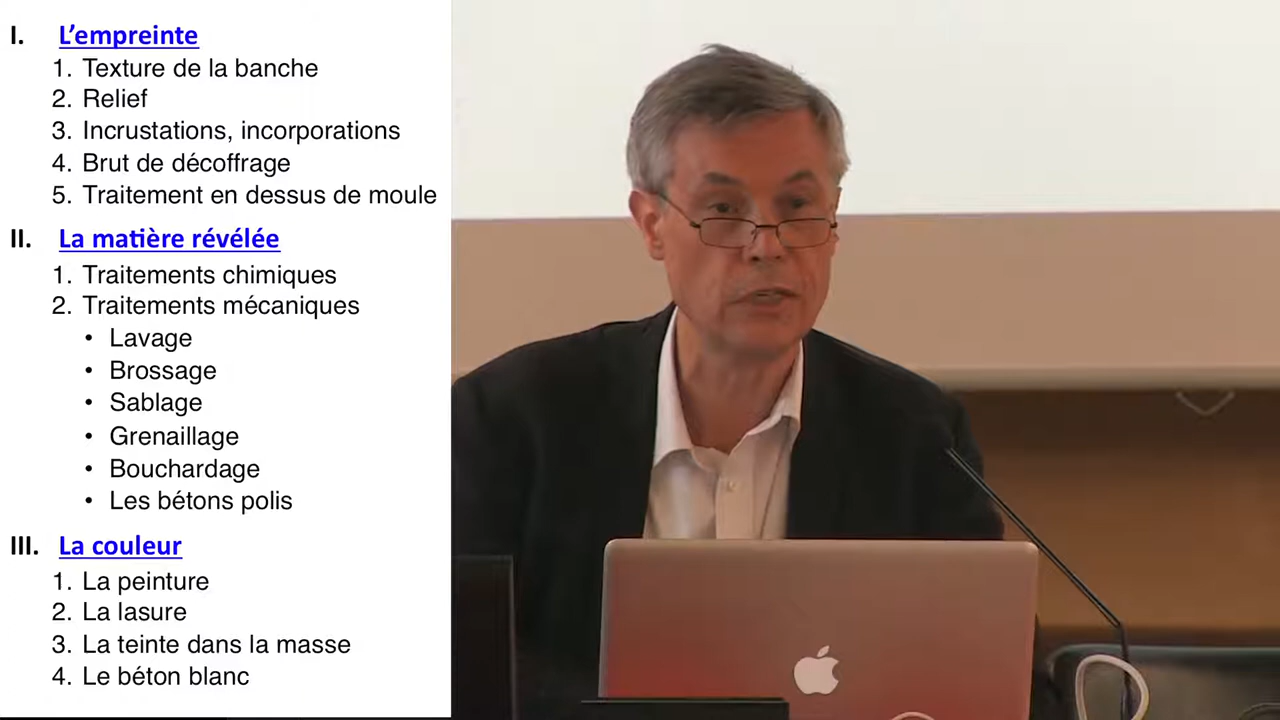 I. L’empreinte
1. Texture de la banche
2. Relief
3. Incrustations, incorporations
4. Brut de décoffrage
5. Traitement en dessus de moule
II. La matière révélée
1. Traitements chimiques
2. Traitements mécaniques
• Lavage
• Brossage
• Sablage
• Grenaillage
• Bouchardage
• Les bétons polis
III. La couleur
1. La peinture
2. La lasure
3. La teinte dans la masse
4. Le béton blanc